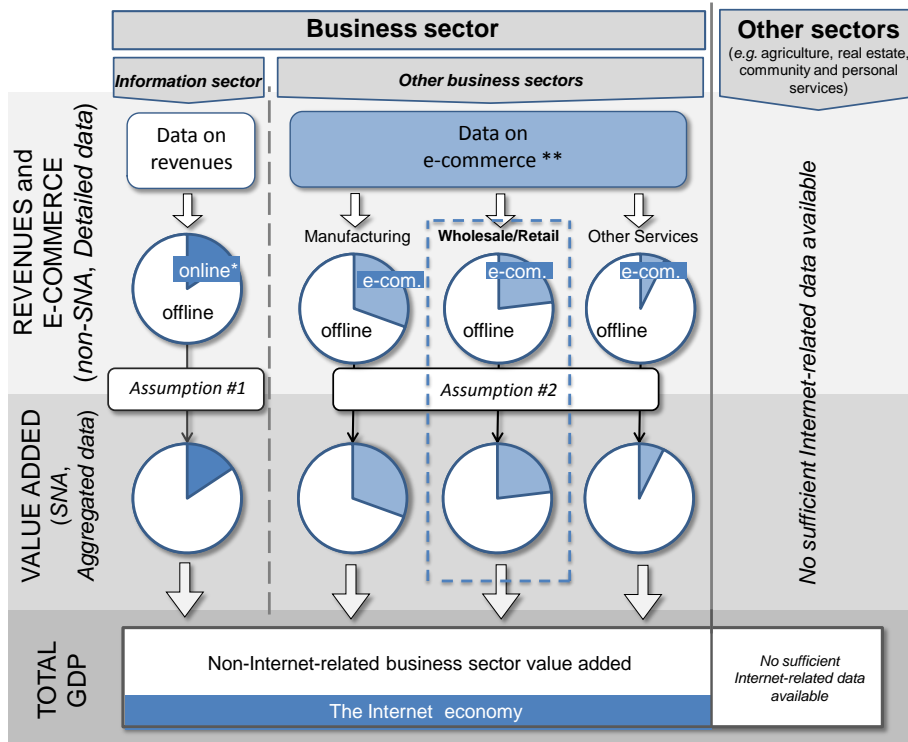 Business sector
Other sectors
(e.g. agriculture, real estate,
community and personal
services)
Information sector
Other business sectors
REVENUES and
E-COMMERCE
(non-SNA, Detailed data)
Data on
revenues
Data on
e-commerce **
Manufacturing
Wholesale/Retail
Other Services
online*
offline
e-com.
offline
e-com.
offline
e-com.
offline
No sufficient Internet-related data available
Assumption #1
Assumption #2
VALUE ADDED
(SNA,
Aggregated data)
TOTAL
GDP
Non-Internet-related business sector value added
The Internet economy
No sufficient
Internet-related data
available